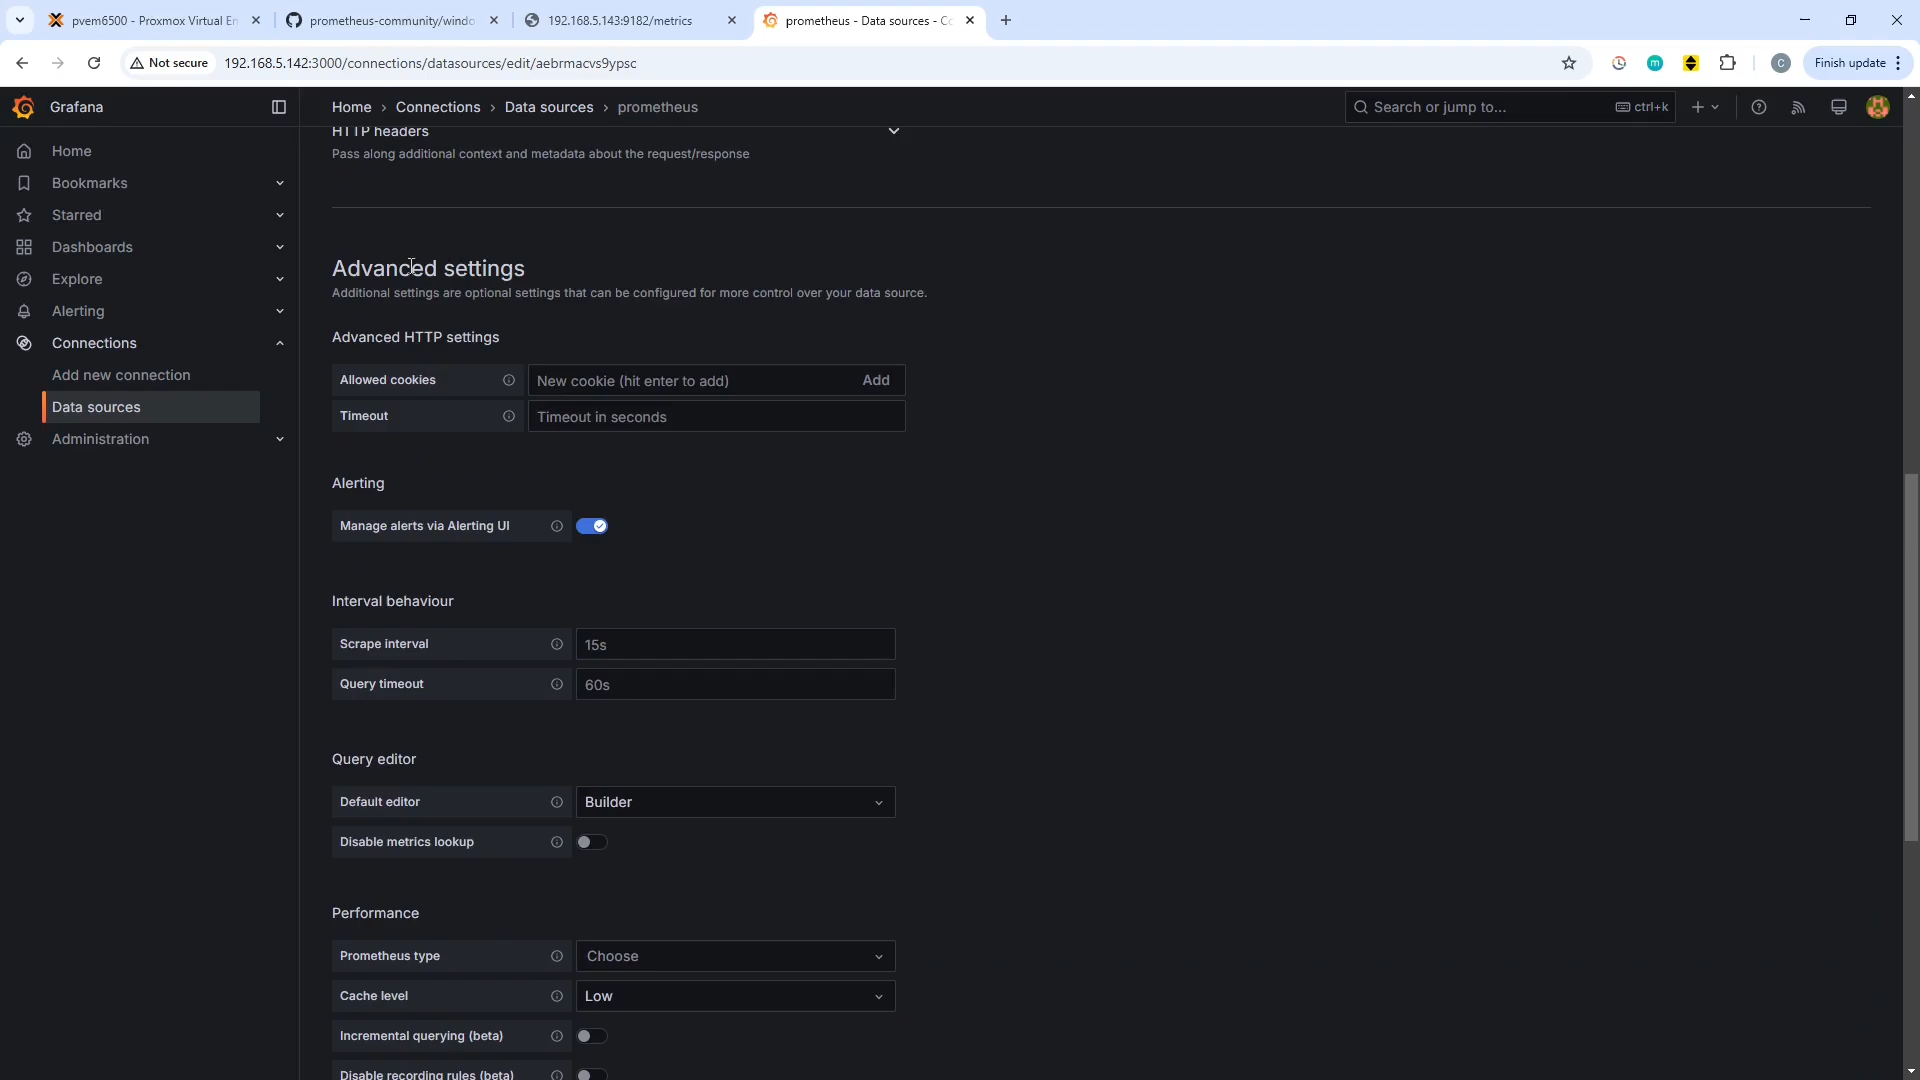 pvem6500 - Proxmox Virtual En
prometheus-community/windo
192.168.5.143:9182/metrics
prometheus - Data sources - Co
Not secure
192.168.5.142:3000/connections/datasources/edit/aebrmacvs9ypsc
m
C
Finish update
Grafana
Home › Connections › Data sources › prometheus
Search or jump to...
ctrl+k
Home
Bookmarks
Starred
Dashboards
Explore
Alerting
Connections
Add new connection
Data sources
Administration
HTTP headers
Pass along additional context and metadata about the request/response
Advanced settings
Additional settings are optional settings that can be configured for more control over your data source.
Advanced HTTP settings
Allowed cookies
New cookie (hit enter to add)
Add
Timeout
Timeout in seconds
Alerting
Manage alerts via Alerting UI
Interval behaviour
Scrape interval
15s
Query timeout
60s
Query editor
Default editor
Builder
Disable metrics lookup
Performance
Prometheus type
Choose
Cache level
Low
Incremental querying (beta)
Disable recording rules (beta)